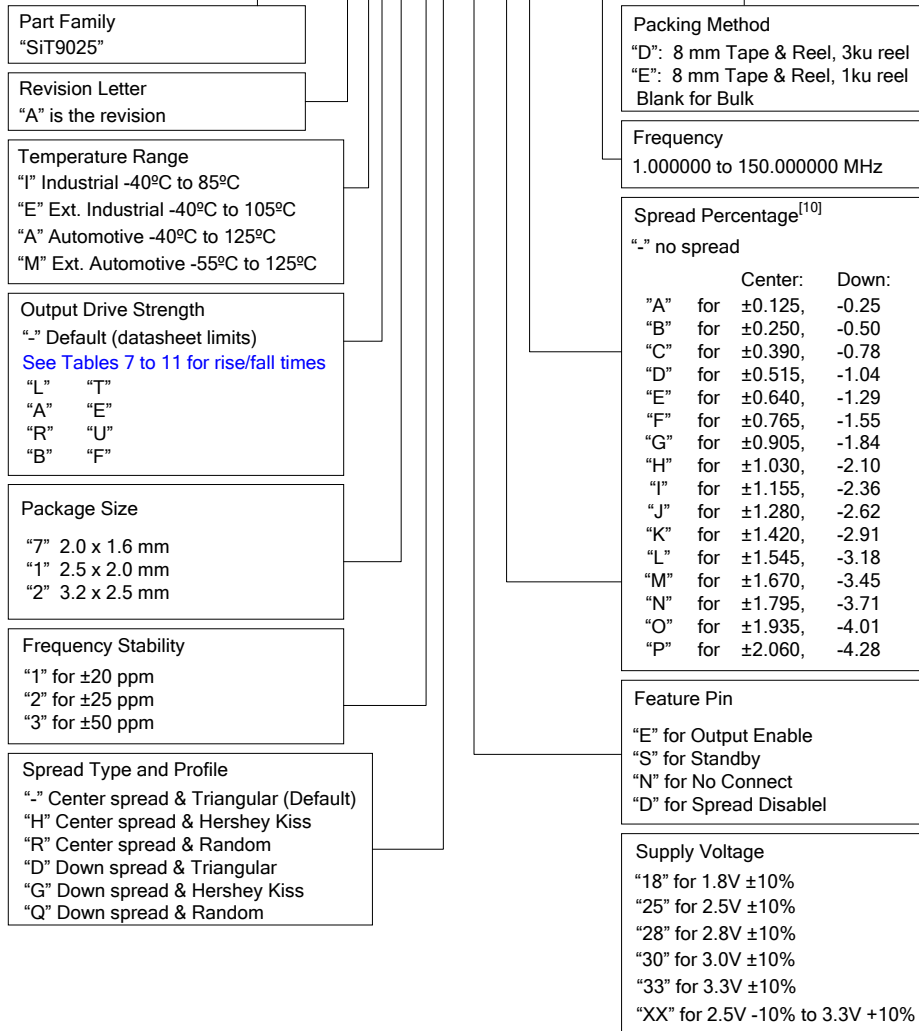 Part Family
“SiT9025”
Revision Letter
“A” is the revision
Temperature Range
“I” Industrial -40ºC to 85ºC
“E” Ext. Industrial -40ºC to 105ºC
“A” Automotive -40ºC to 125ºC
“M” Ext. Automotive -55ºC to 125ºC
Output Drive Strength
“-” Default (datasheet limits)
See Tables 7 to 11 for rise/fall times
“L” “T”
“A” “E”
“R” “U”
“B” “F”
Package Size
“7” 2.0 x 1.6 mm
“1” 2.5 x 2.0 mm
“2” 3.2 x 2.5 mm
Frequency Stability
“1” for ±20 ppm
“2” for ±25 ppm
“3” for ±50 ppm
Spread Type and Profile
“-” Center spread & Triangular (Default)
“H” Center spread & Hershey Kiss
“R” Center spread & Random
“D” Down spread & Triangular
“G” Down spread & Hershey Kiss
“Q” Down spread & Random
Packing Method
“D”: 8 mm Tape & Reel, 3ku reel
“E”: 8 mm Tape & Reel, 1ku reel
Blank for Bulk
Frequency
1.000000 to 150.000000 MHz
Spread Percentage[10]
“-” no spread
Center: Down:
”A” for ±0.125, -0.25
“B” for ±0.250, -0.50
“C” for ±0.390, -0.78
“D” for ±0.515, -1.04
“E” for ±0.640, -1.29
“F” for ±0.765, -1.55
“G” for ±0.905, -1.84
“H” for ±1.030, -2.10
“I” for ±1.155, -2.36
“J” for ±1.280, -2.62
“K” for ±1.420, -2.91
“L” for ±1.545, -3.18
“M” for ±1.670, -3.45
“N” for ±1.795, -3.71
“O” for ±1.935, -4.01
“P” for ±2.060, -4.28
Feature Pin
“E” for Output Enable
“S” for Standby
“N” for No Connect
“D” for Spread Disablel
Supply Voltage
“18” for 1.8V ±10%
“25” for 2.5V ±10%
“28” for 2.8V ±10%
“30” for 3.0V ±10%
“33” for 3.3V ±10%
“XX” for 2.5V -10% to 3.3V +10%